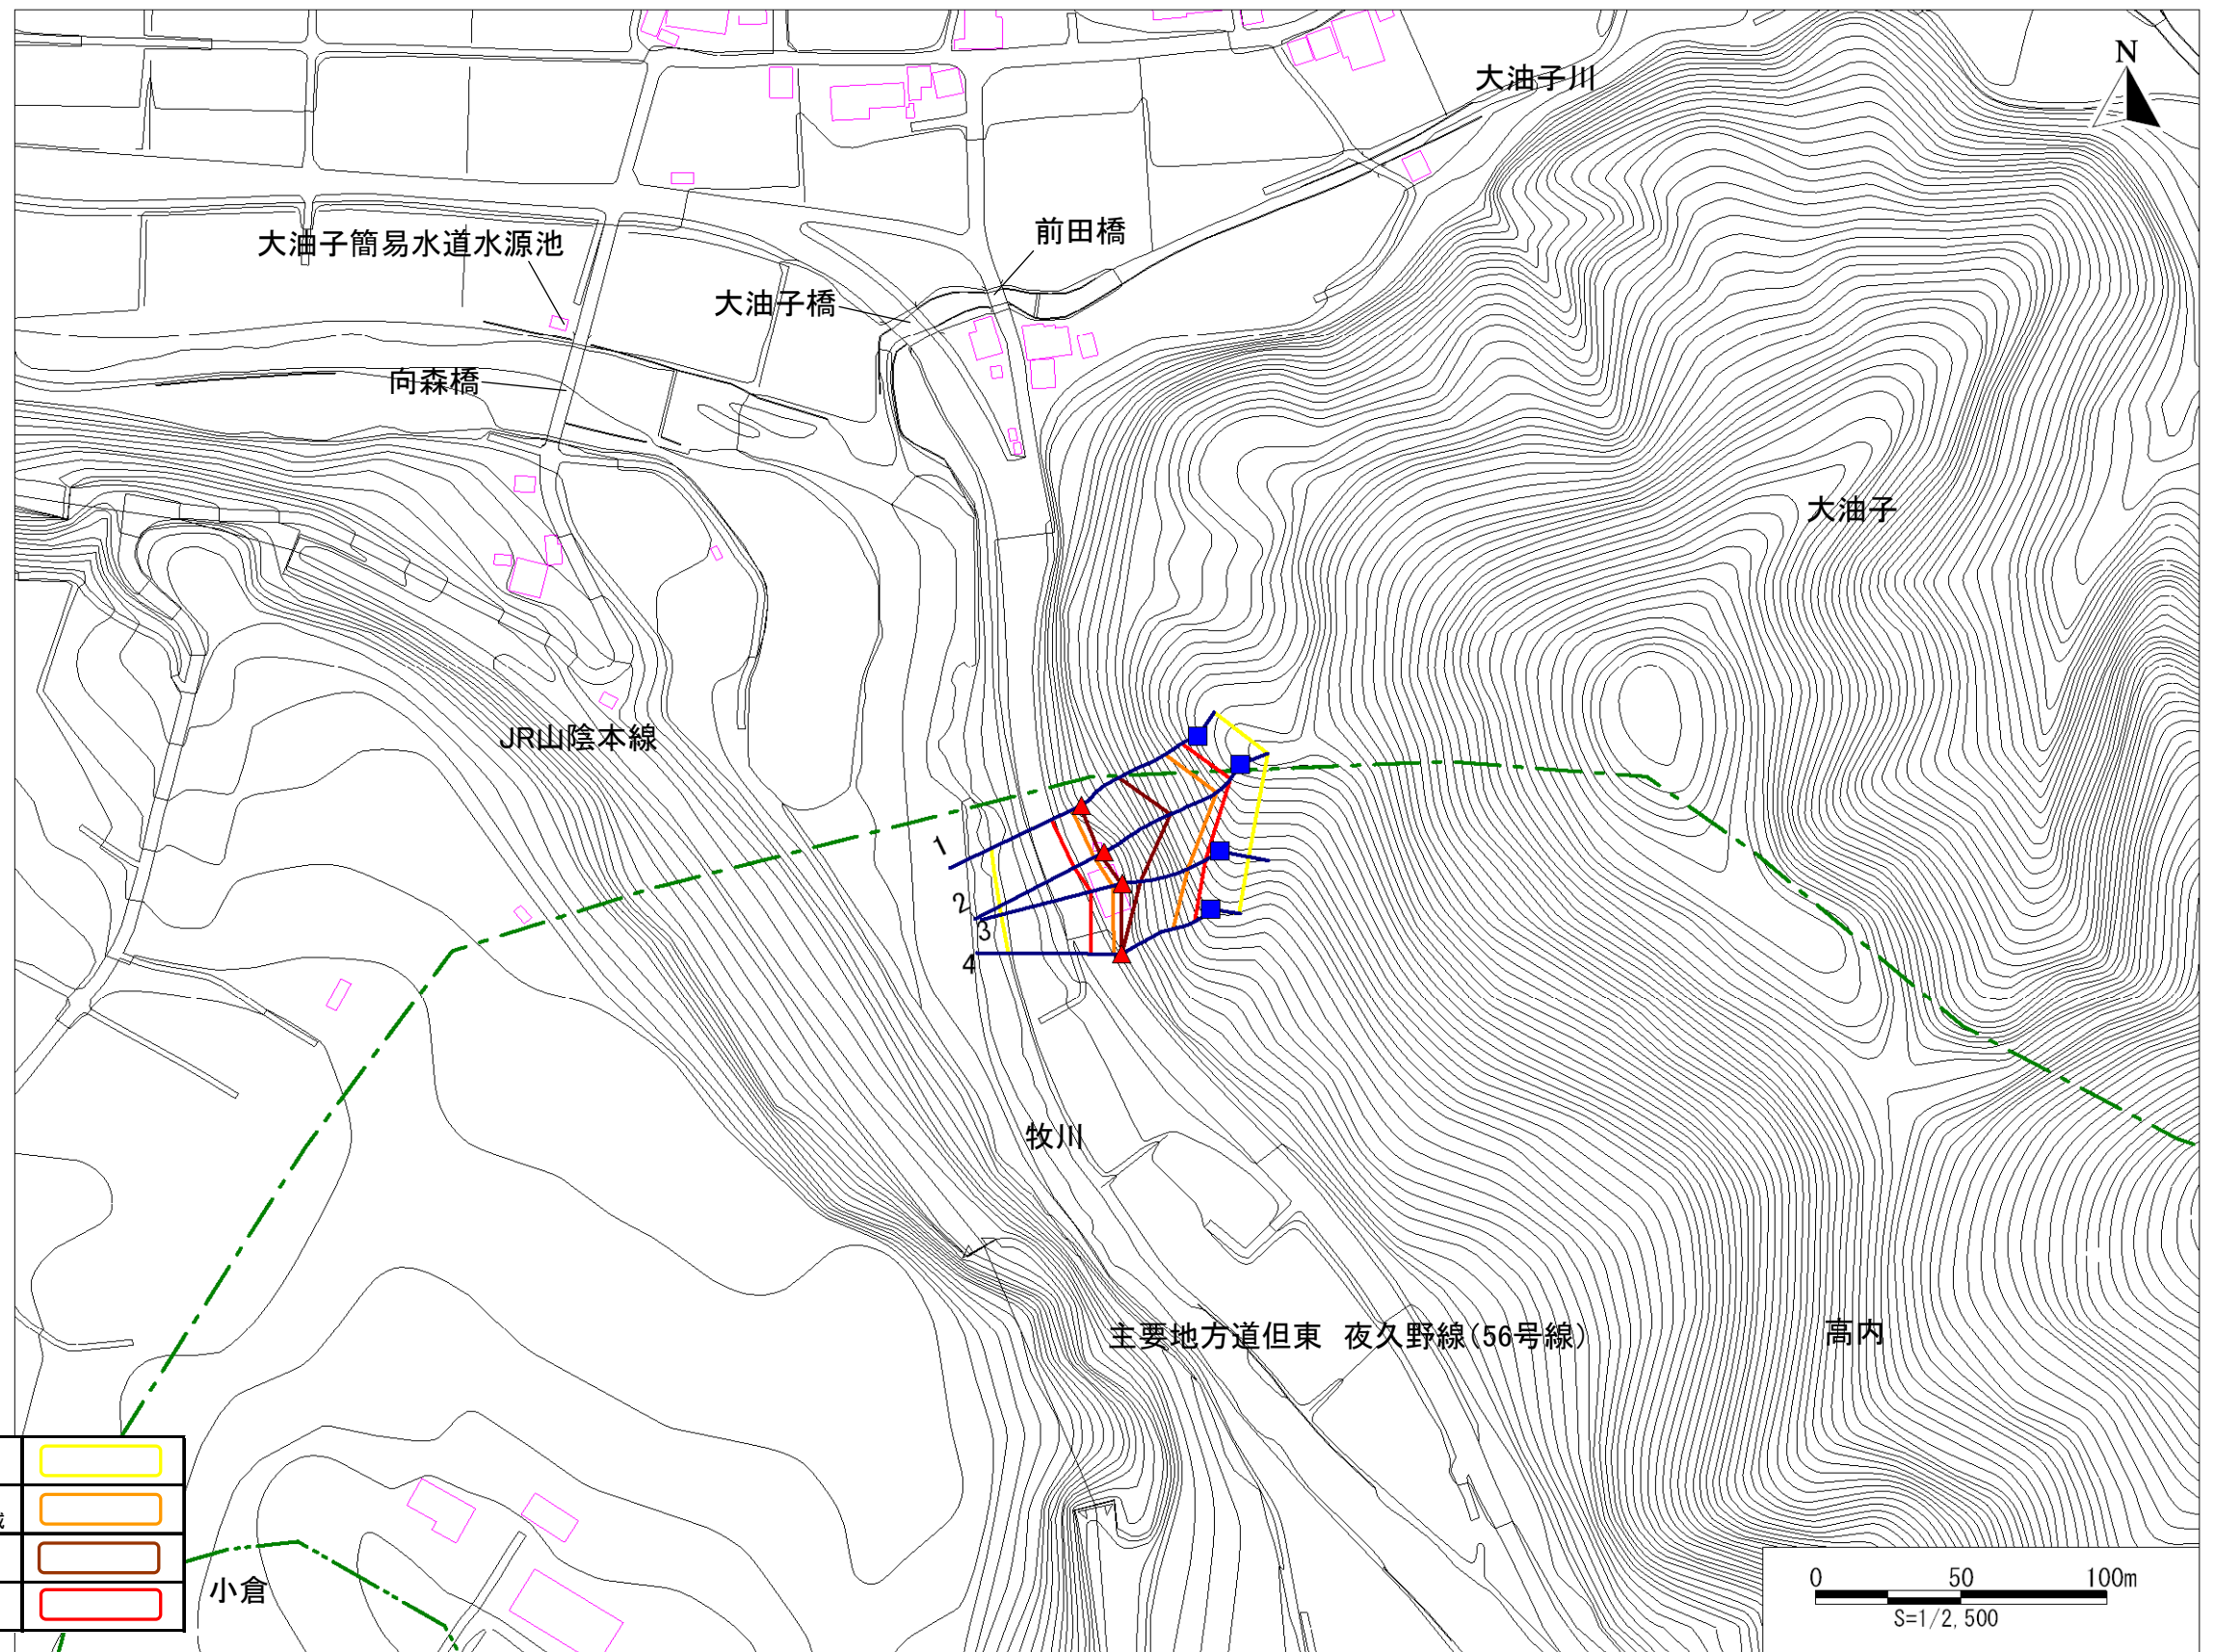 N
大油子川
前田橋
大油子簡易水道水源池
大油子橋
向森橋
大油子
JR山陰本線
1
2
3
4
牧川
主要地方道但東 夜久野線(56号線)
高内
小倉
0 50 100m
S=1/2,500